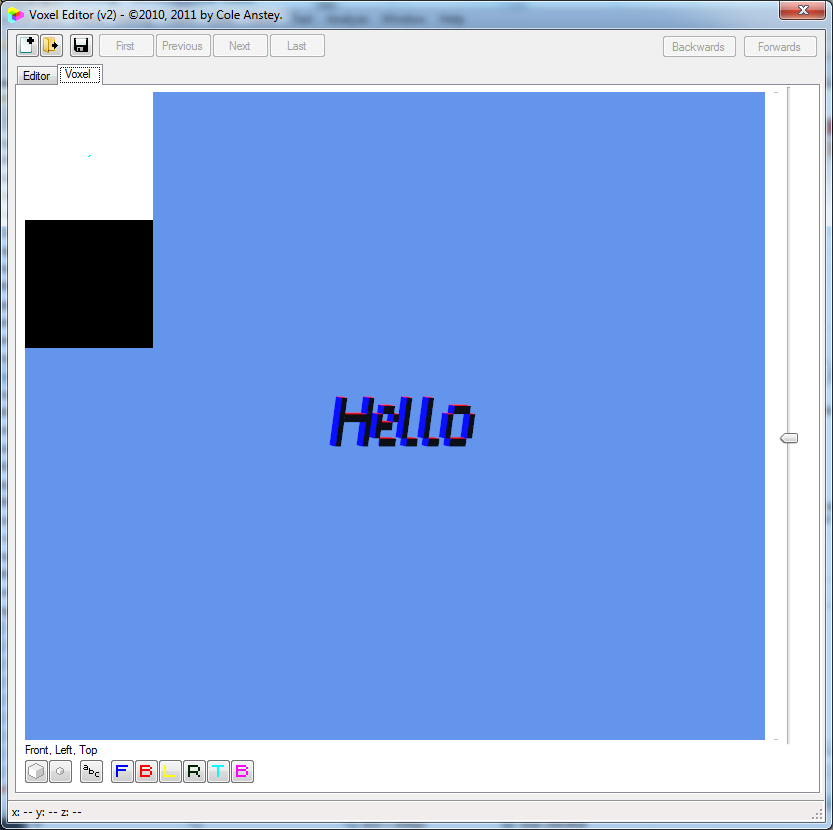 Voxel Editor (v2) - ©2010, 2011 by Cole Anstey.
First Previous Next Last Backwards Forwards
Editor Voxel
Hello
Front, Left, Top
abc F B L R T B
x: -- y: -- z: --